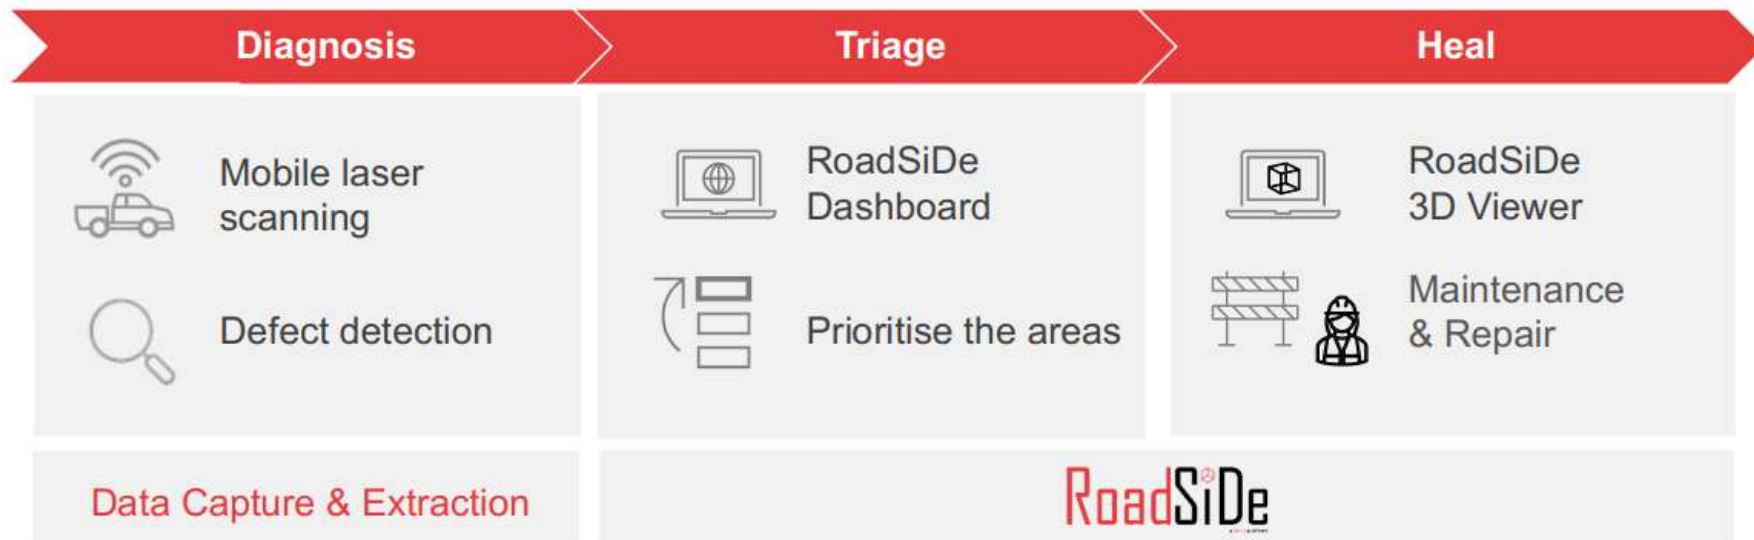 Diagnosis
Triage
Heal
Mobile laser
scanning
Defect detection
RoadSiDe
Dashboard
Prioritise the areas
RoadSiDe
3D Viewer
Maintenance
& Repair
Data Capture & Extraction
RoadSiDe